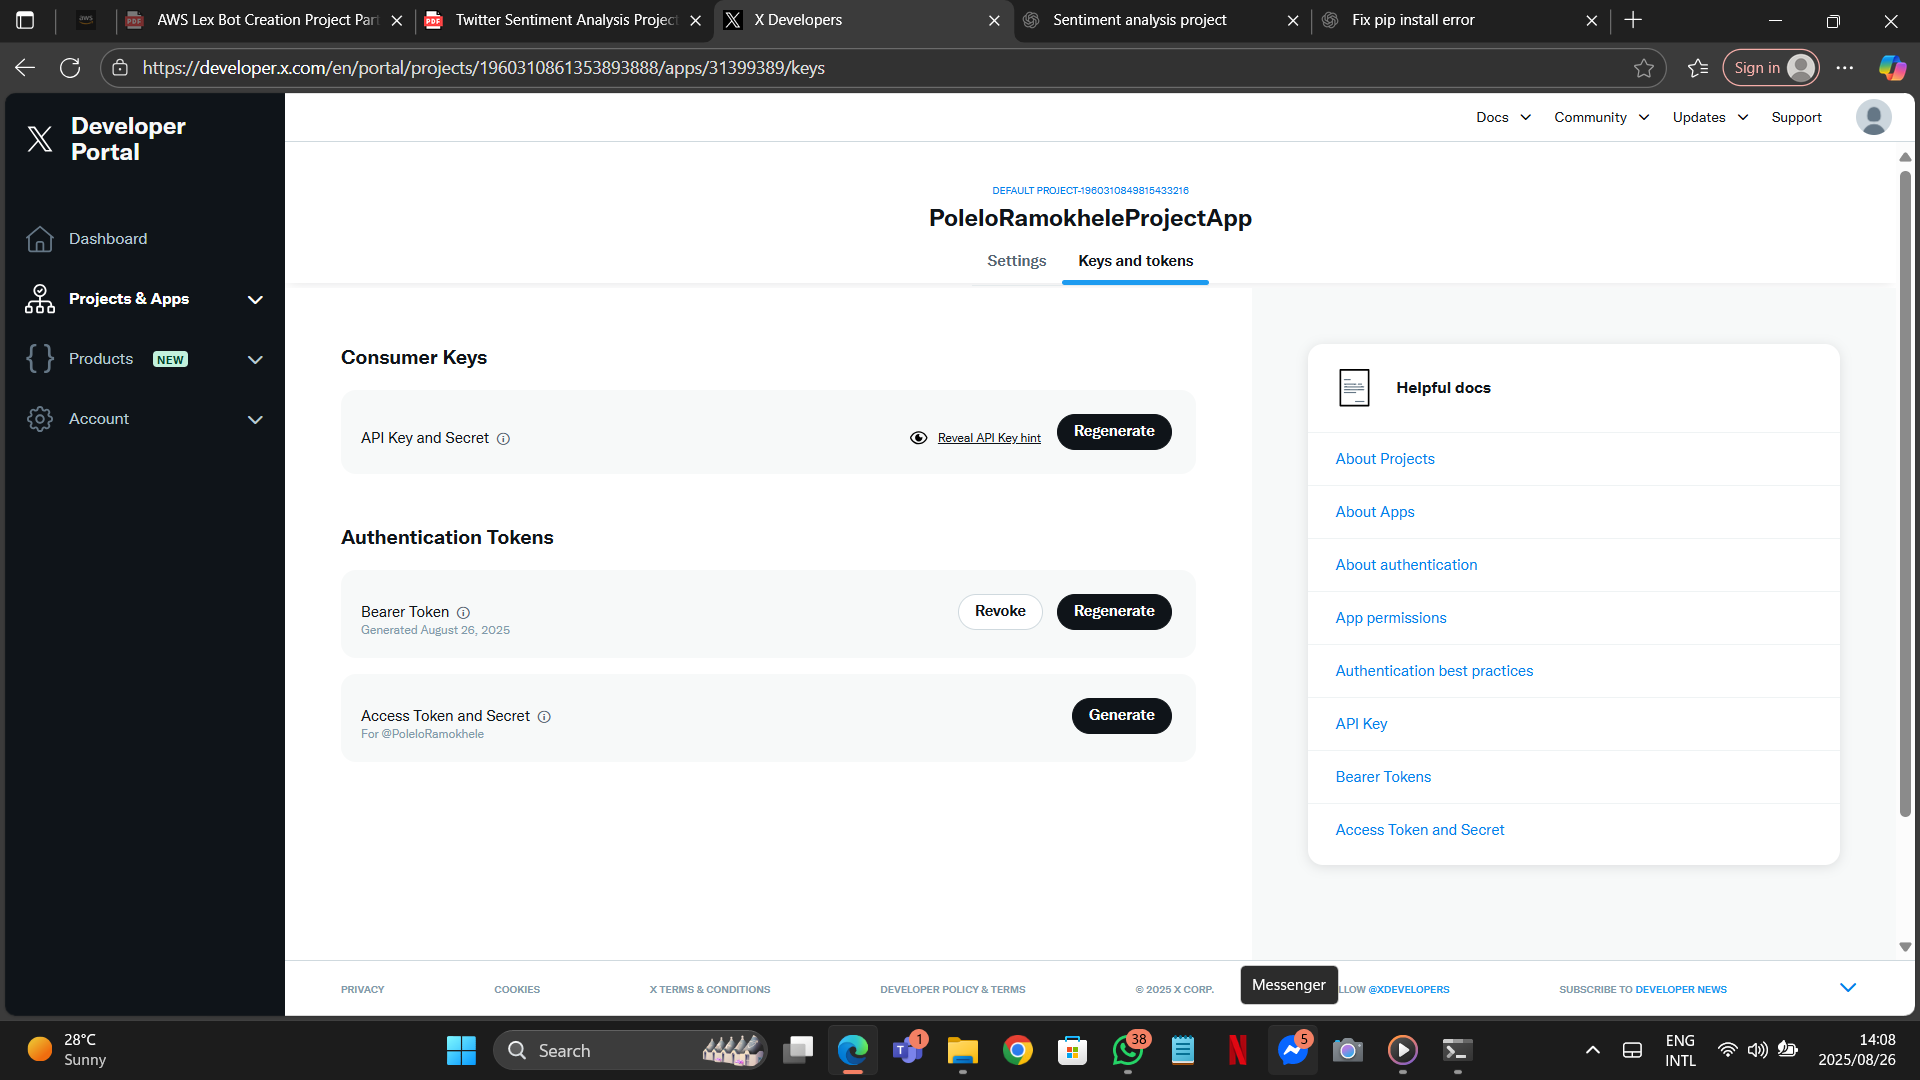 aws
AWS Lex Bot Creation Project Part
Twitter Sentiment Analysis Project
X Developers
Sentiment analysis project
Fix pip install error
https://developer.x.com/en/portal/projects/1960310861353893888/apps/31399389/keys
Sign in
Developer
Portal
Docs
Community
Updates
Support
Dashboard
Projects & Apps
Products NEW
Account
DEFAULT PROJECT-1960310849815433216
PoleloRamokheleProjectApp
Settings
Keys and tokens
Consumer Keys
API Key and Secret
Reveal API Key hint
Regenerate
Authentication Tokens
Bearer Token
Generated August 26, 2025
Revoke
Regenerate
Access Token and Secret
For @PoleloRamokhele
Generate
Helpful docs
About Projects
About Apps
About authentication
App permissions
Authentication best practices
API Key
Bearer Tokens
Access Token and Secret
PRIVACY
COOKIES
X TERMS & CONDITIONS
DEVELOPER POLICY & TERMS
© 2025 X CORP.
Messenger
LLOW @XDEVELOPERS
SUBSCRIBE TO DEVELOPER NEWS
28°C
Sunny
Search
1
38
5
ENG
INTL
14:08
2025/08/26